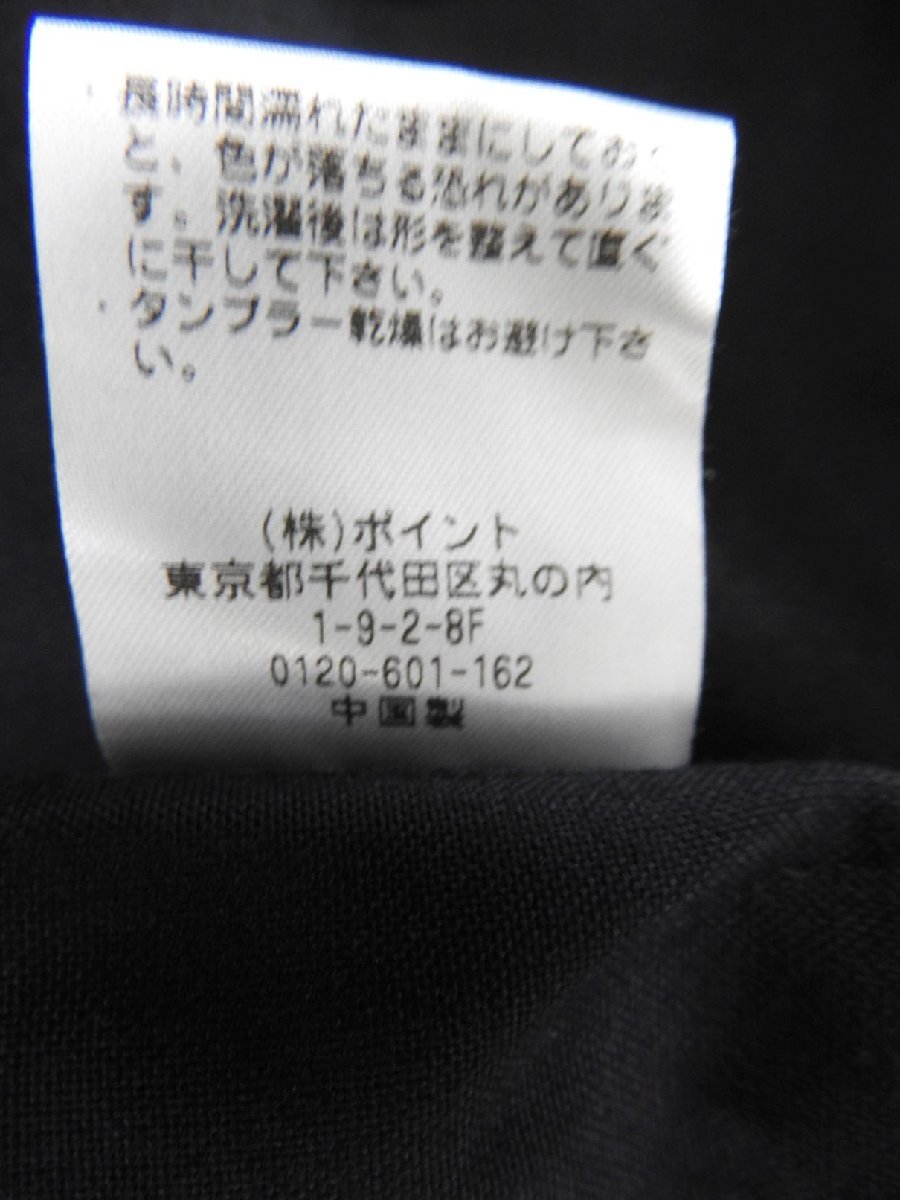 ・長時間濡れたままにしておく
と、色が落ちる恐れがありま
す。洗濯後は形を整えて直ぐ
に干して下さい。
・タンブラー乾燥はお避け下さ
い。
(株)ポイント
東京都千代田区丸の内
1-9-2-8F
0120-601-162
中国製